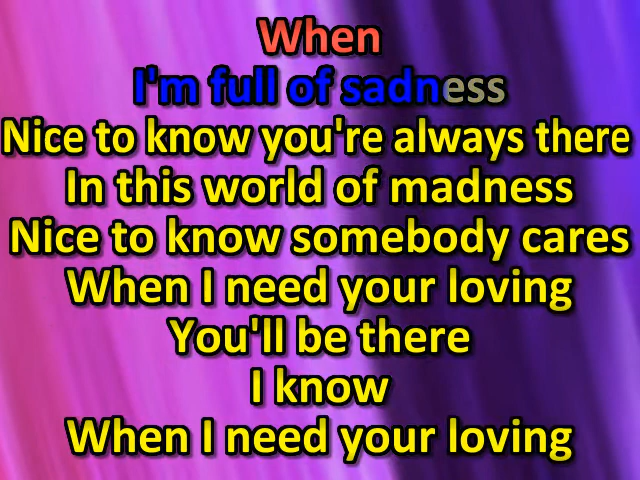 When
I'm full of sadness
Nice to know you're always there
In this world of madness
Nice to know somebody cares
When I need your loving
You'll be there
I know
When I need your loving